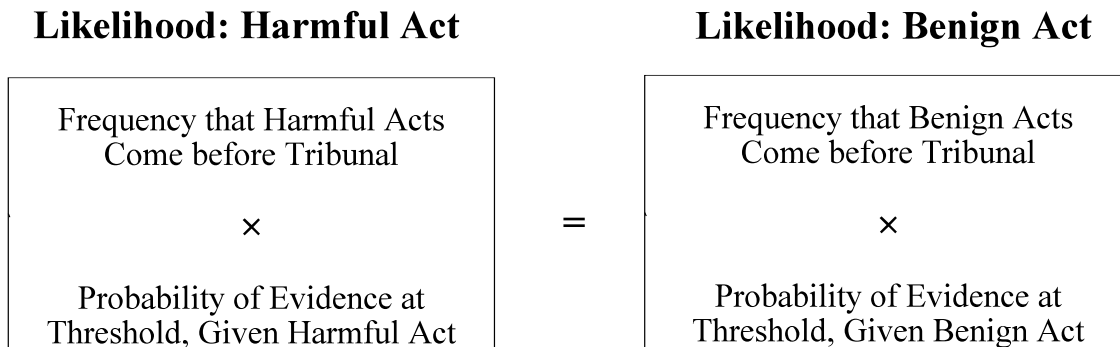 Likelihood: Harmful Act
Frequency that Harmful Acts
Come before Tribunal
×
Probability of Evidence at
Threshold, Given Harmful Act
=
Likelihood: Benign Act
Frequency that Benign Acts
Come before Tribunal
×
Probability of Evidence at
Threshold, Given Benign Act